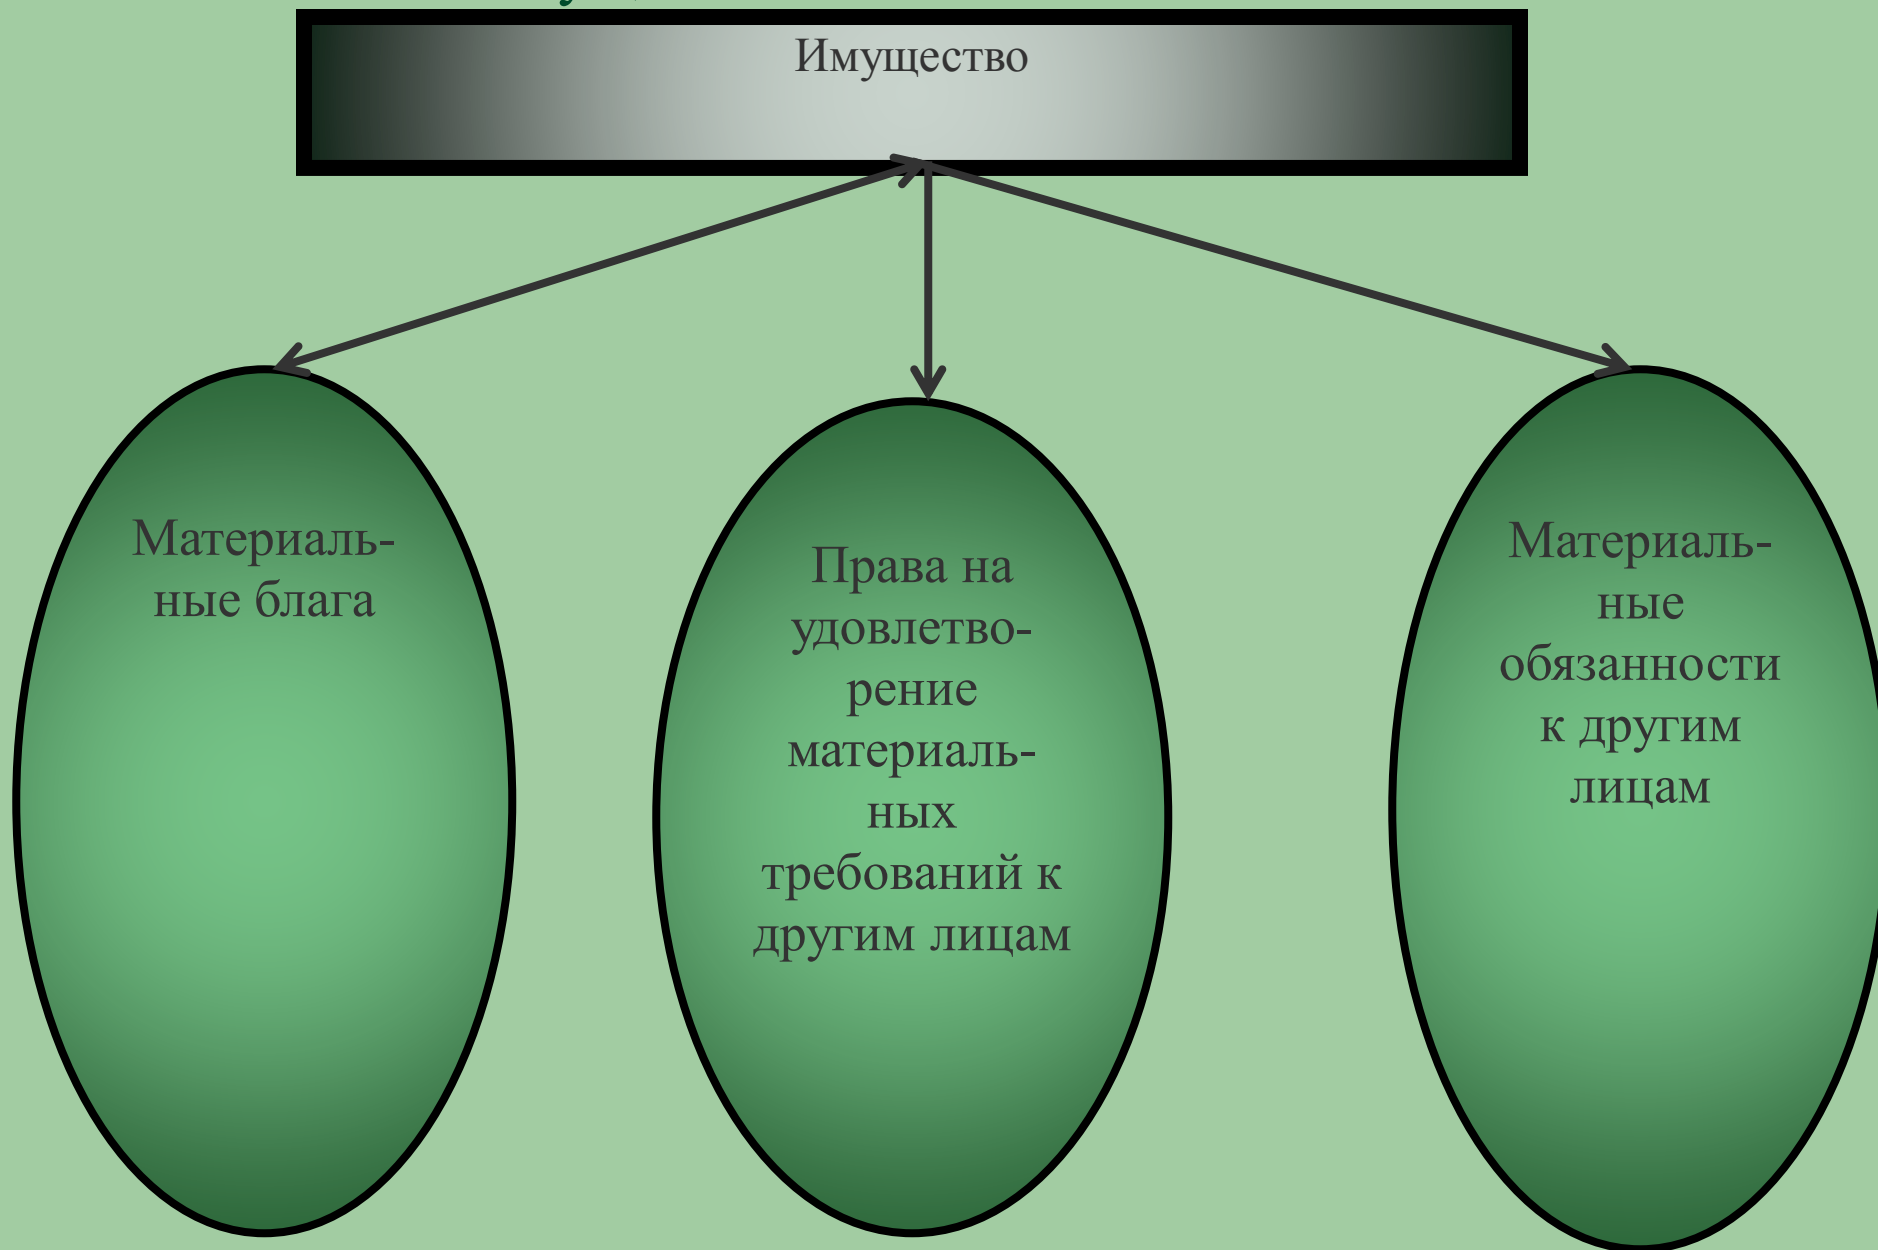 Имущество
Материаль-
ные блага
Права на
удовлетво-
рение
материаль-
ных
требований к
другим лицам
Материаль-
ные
обязанности
к другим
лицам